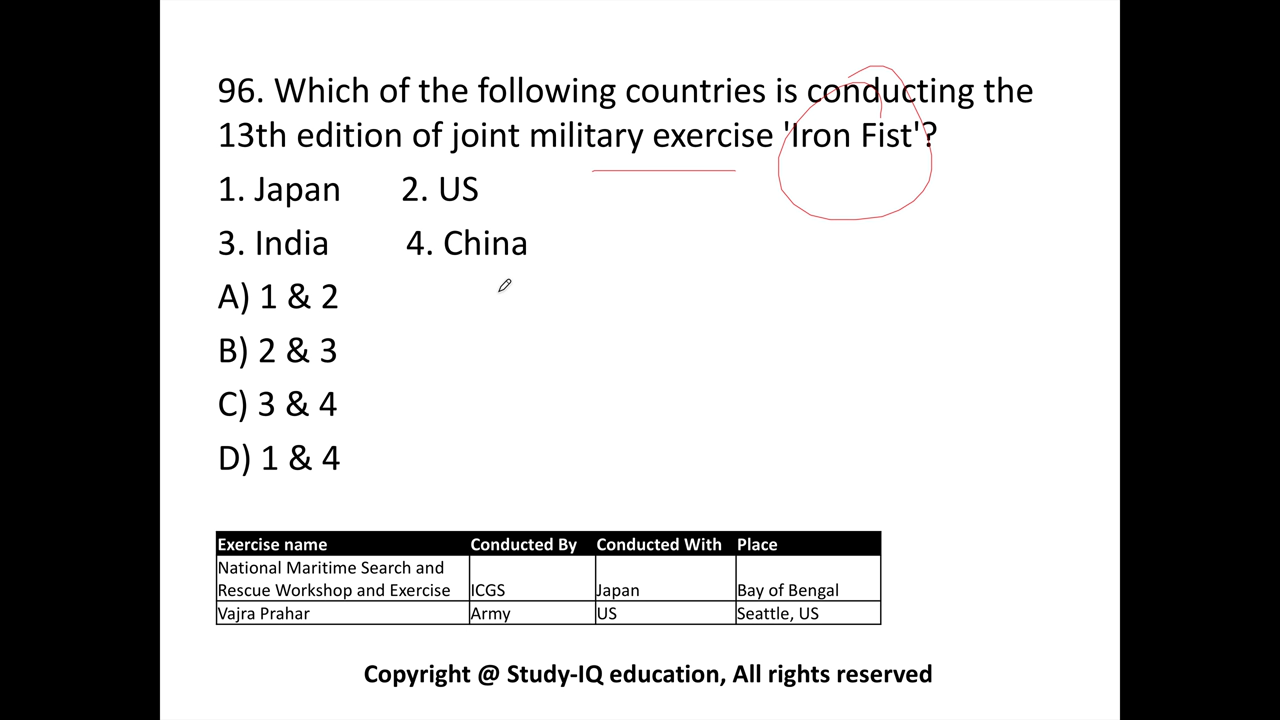 96. Which of the following countries is conducting the
13th edition of joint military exercise 'Iron Fist'?
1. Japan 2. US
3. India 4. China
A) 1 & 2
B) 2 & 3
C) 3 & 4
D) 1 & 4
Exercise name Conducted By Conducted With Place
National Maritime Search and
Rescue Workshop and Exercise ICGS Japan Bay of Bengal
Vajra Prahar Army US Seattle, US
Copyright @ Study-IQ education, All rights reserved